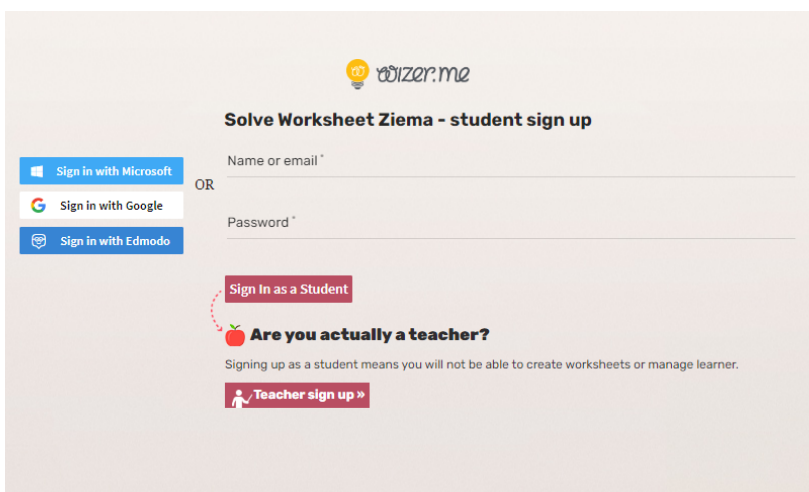 wizer.me
Solve Worksheet Ziema - student sign up
Name or email *
Sign in with Microsoft
OR
Sign in with Google
Password *
Sign in with Edmodo
Sign In as a Student
Are you actually a teacher?
Signing up as a student means you will not be able to create worksheets or manage learner.
Teacher sign up »